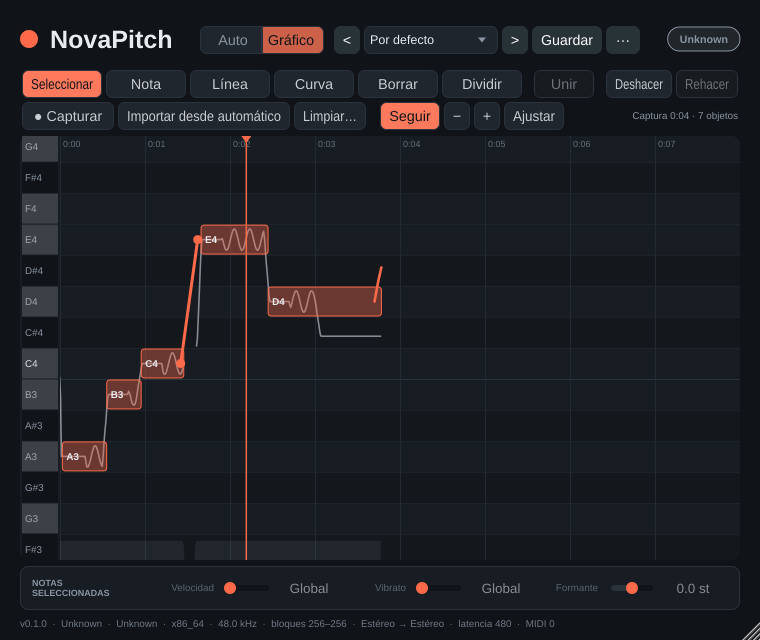 NovaPitch Auto Gráfico < Por defecto > Guardar ... Unknown
Seleccionar Nota Línea Curva Borrar Dividir Unir Deshacer Rehacer
● Capturar Importar desde automático Limpiar... Seguir − + Ajustar Captura 0:04 · 7 objetos
G4 0:00 0:01 0:02 0:03 0:04 0:05 0:06 0:07
F#4
F4
E4 E4
D#4
D4 D4
C#4
C4 C4
B3 B3
A#3
A3 A3
G#3
G3
F#3
NOTAS
SELECCIONADAS
Velocidad Global Vibrato Global Formante 0.0 st
v0.1.0 · Unknown · Unknown · x86_64 · 48.0 kHz · bloques 256–256 · Estéreo → Estéreo · latencia 480 · MIDI 0